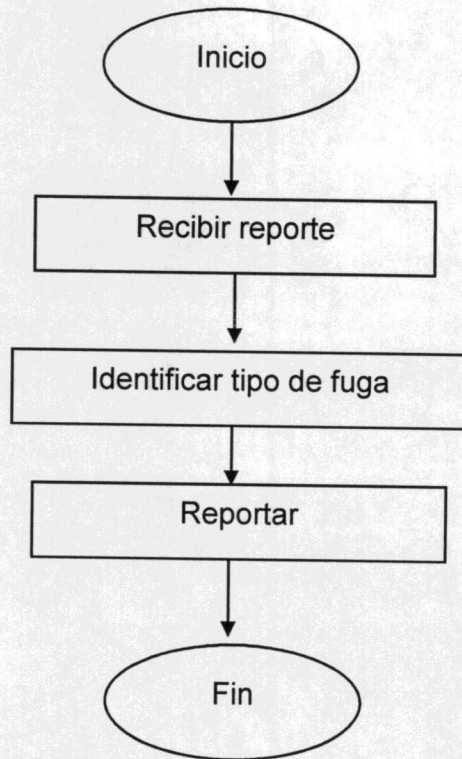 Inicio
Recibir reporte
Identificar tipo de fuga
Reportar
Fin